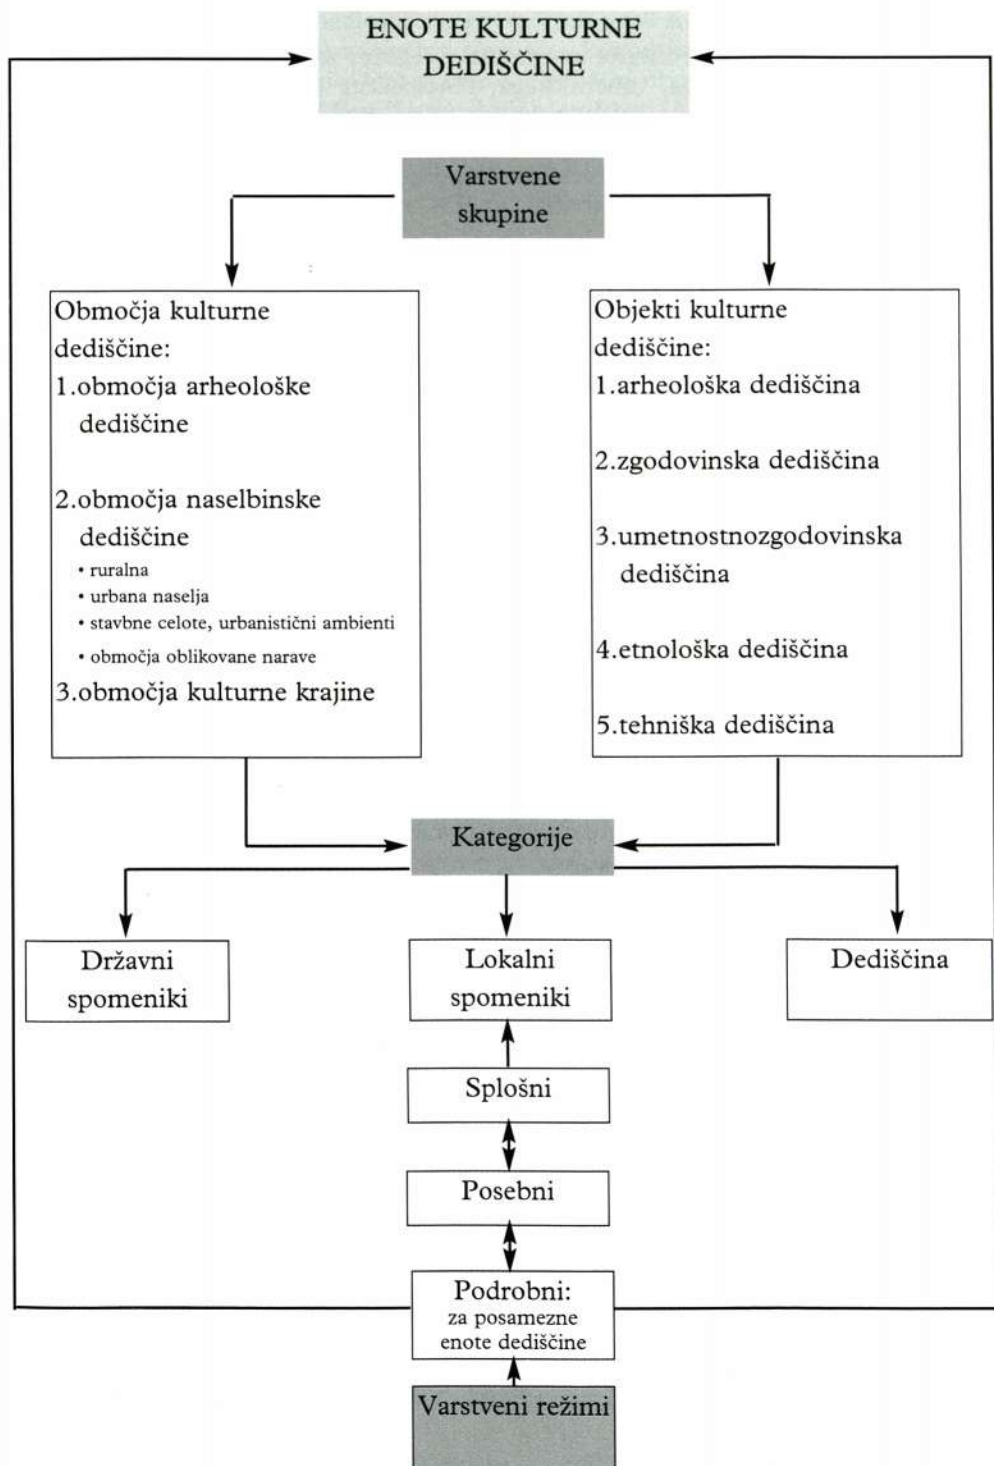 ENOTE KULTURNE
DEDIŠČINE
Varstvene
skupine
Območja kulturne
dediščine:
1.območja arheološke
dediščine
2.območja naselbinske
dediščine
• ruralna
• urbana naselja
• stavbne celote, urbanistični ambienti
• območja oblikovane narave
3.območja kulturne krajine
Objekti kulturne
dediščine:
1.arheološka dediščina
2.zgodovinska dediščina
3.umetnostnozgodovinska
dediščina
4.etnološka dediščina
5.tehniška dediščina
Kategorije
Državni
spomeniki
Lokalni
spomeniki
Dediščina
Splošni
Posebni
Podrobni:
za posamezne
enote dediščine
Varstveni režimi